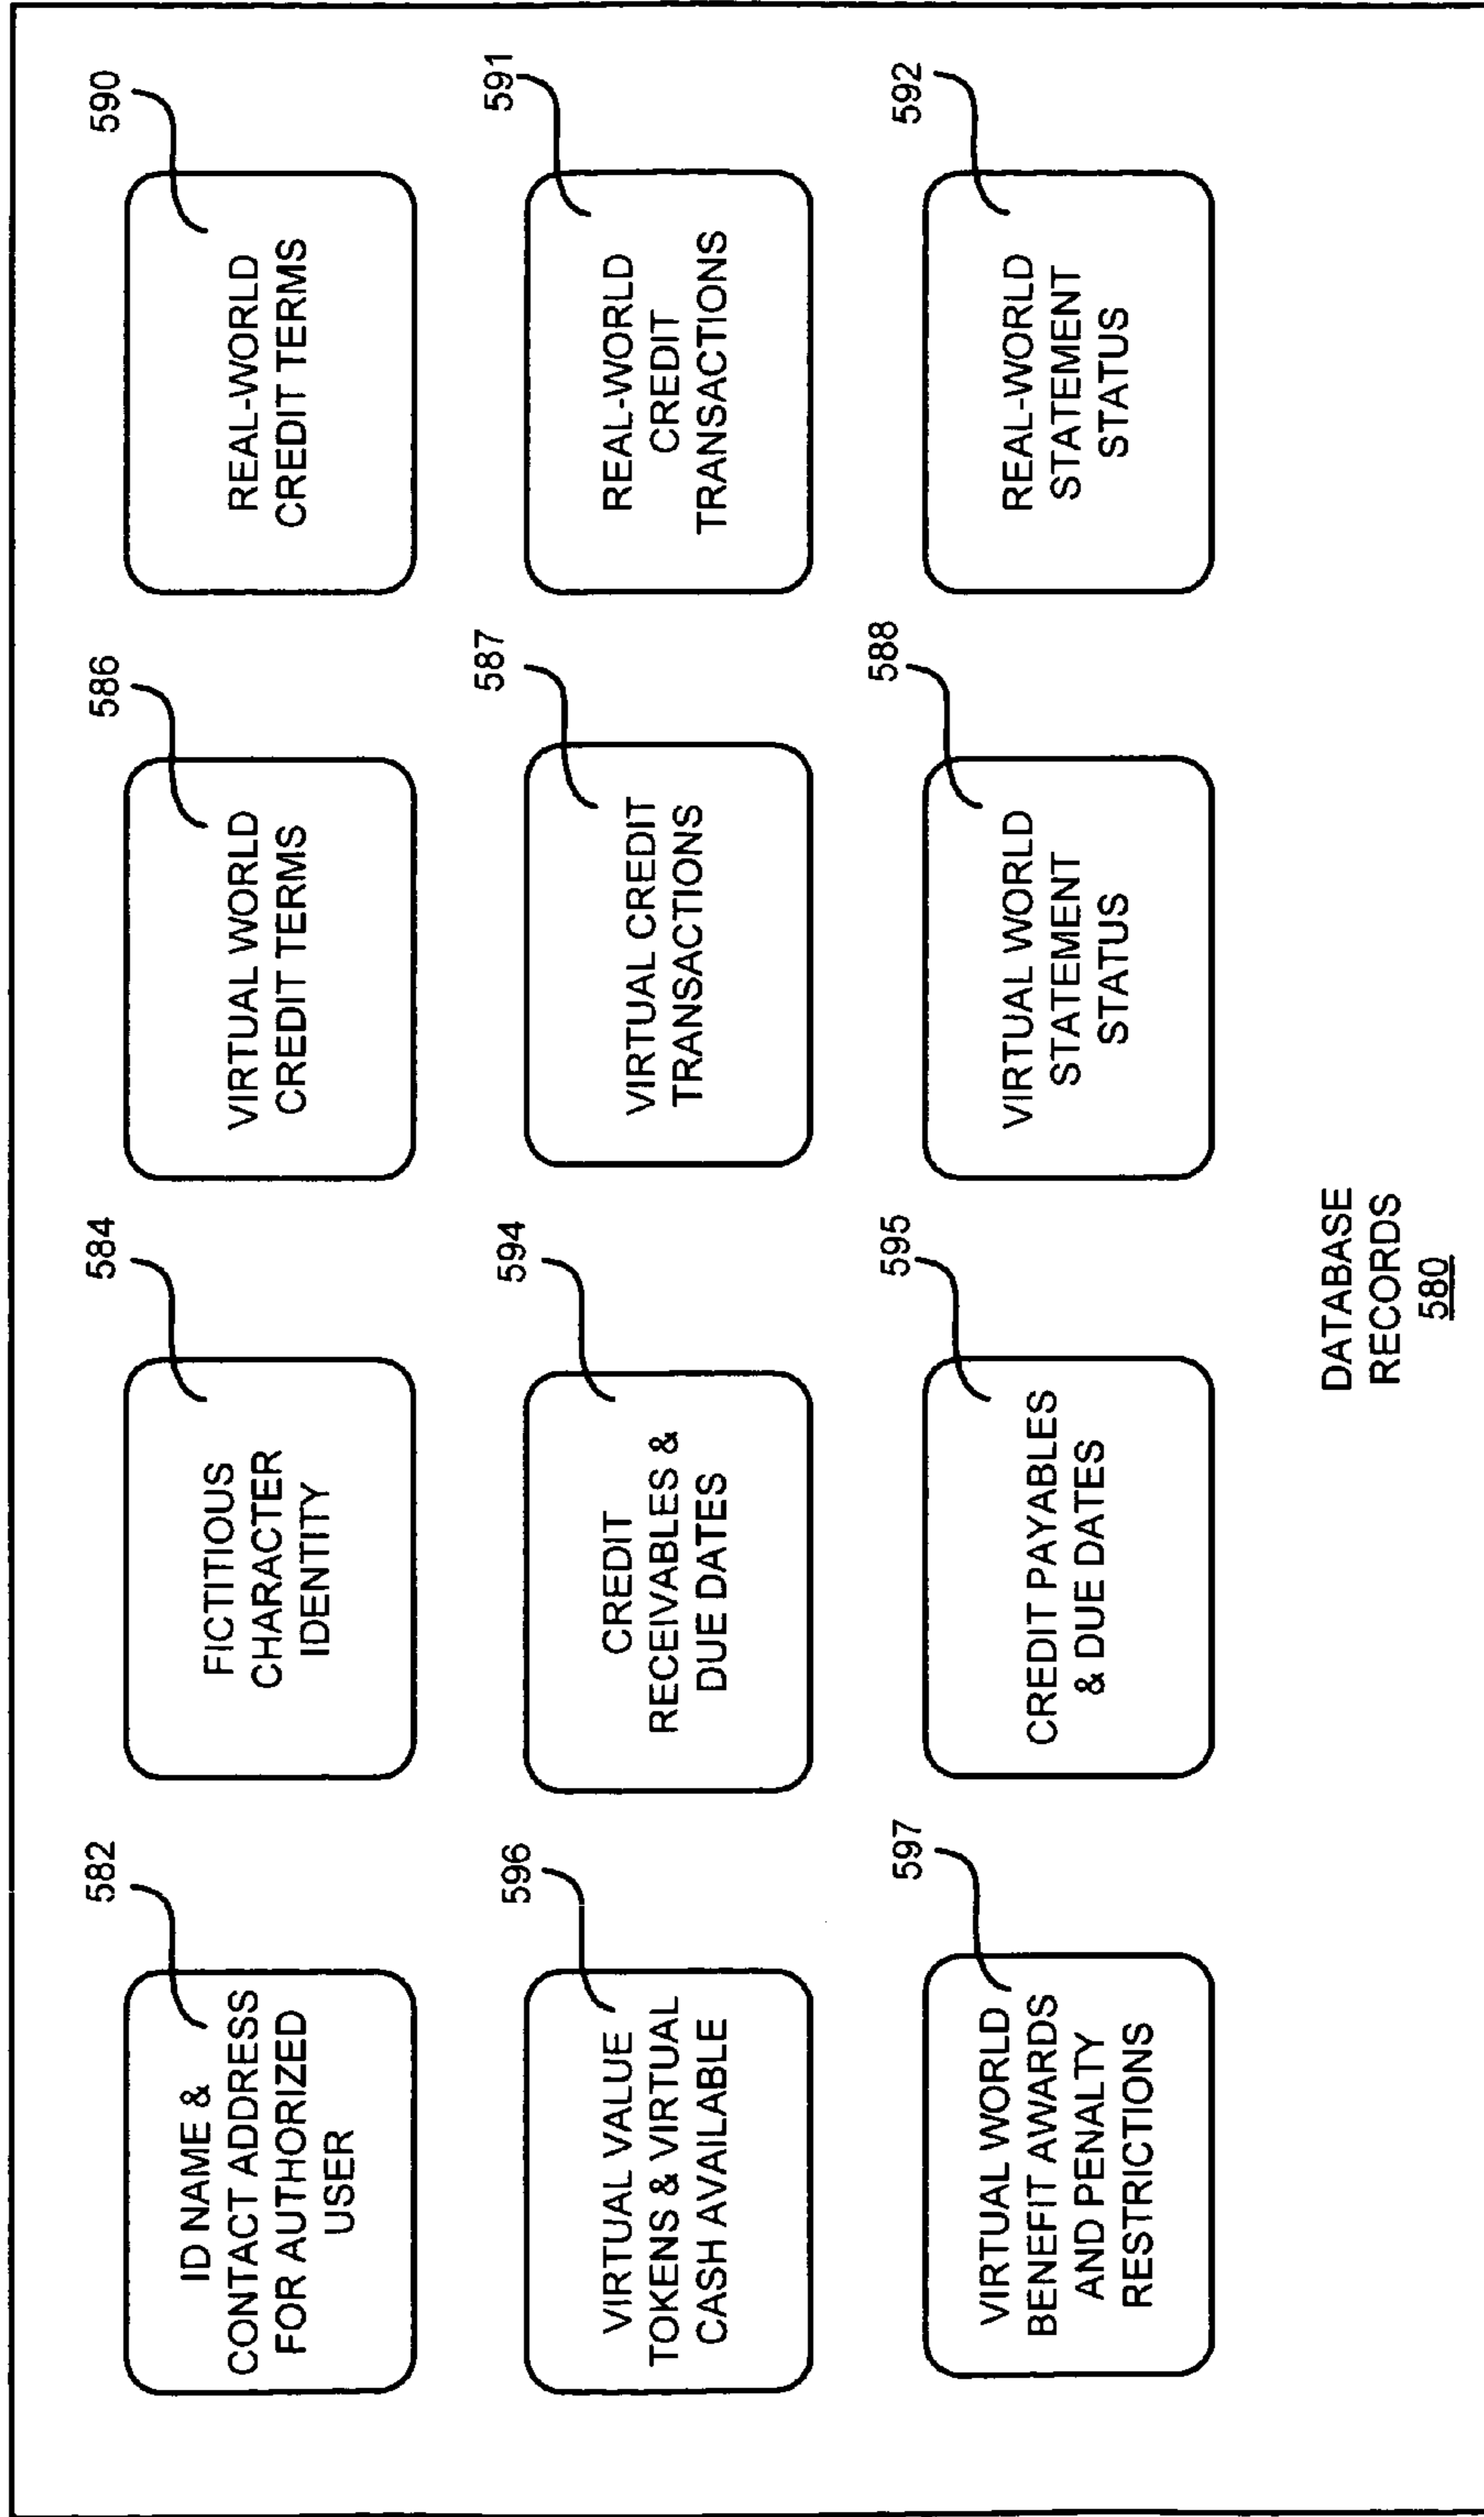 582
ID NAME &
CONTACT ADDRESS
FOR AUTHORIZED
USER
584
FICTITIOUS
CHARACTER
IDENTITY
586
VIRTUAL WORLD
CREDIT TERMS
590
REAL-WORLD
CREDIT TERMS
596
VIRTUAL VALUE
TOKENS & VIRTUAL
CASH AVAILABLE
594
CREDIT
RECEIVABLES &
DUE DATES
587
VIRTUAL CREDIT
TRANSACTIONS
591
REAL-WORLD
CREDIT
TRANSACTIONS
597
VIRTUAL WORLD
BENEFIT AWARDS
AND PENALTY
RESTRICTIONS
595
CREDIT PAYABLES
& DUE DATES
588
VIRTUAL WORLD
STATEMENT
STATUS
592
REAL-WORLD
STATEMENT
STATUS
DATABASE
RECORDS
580